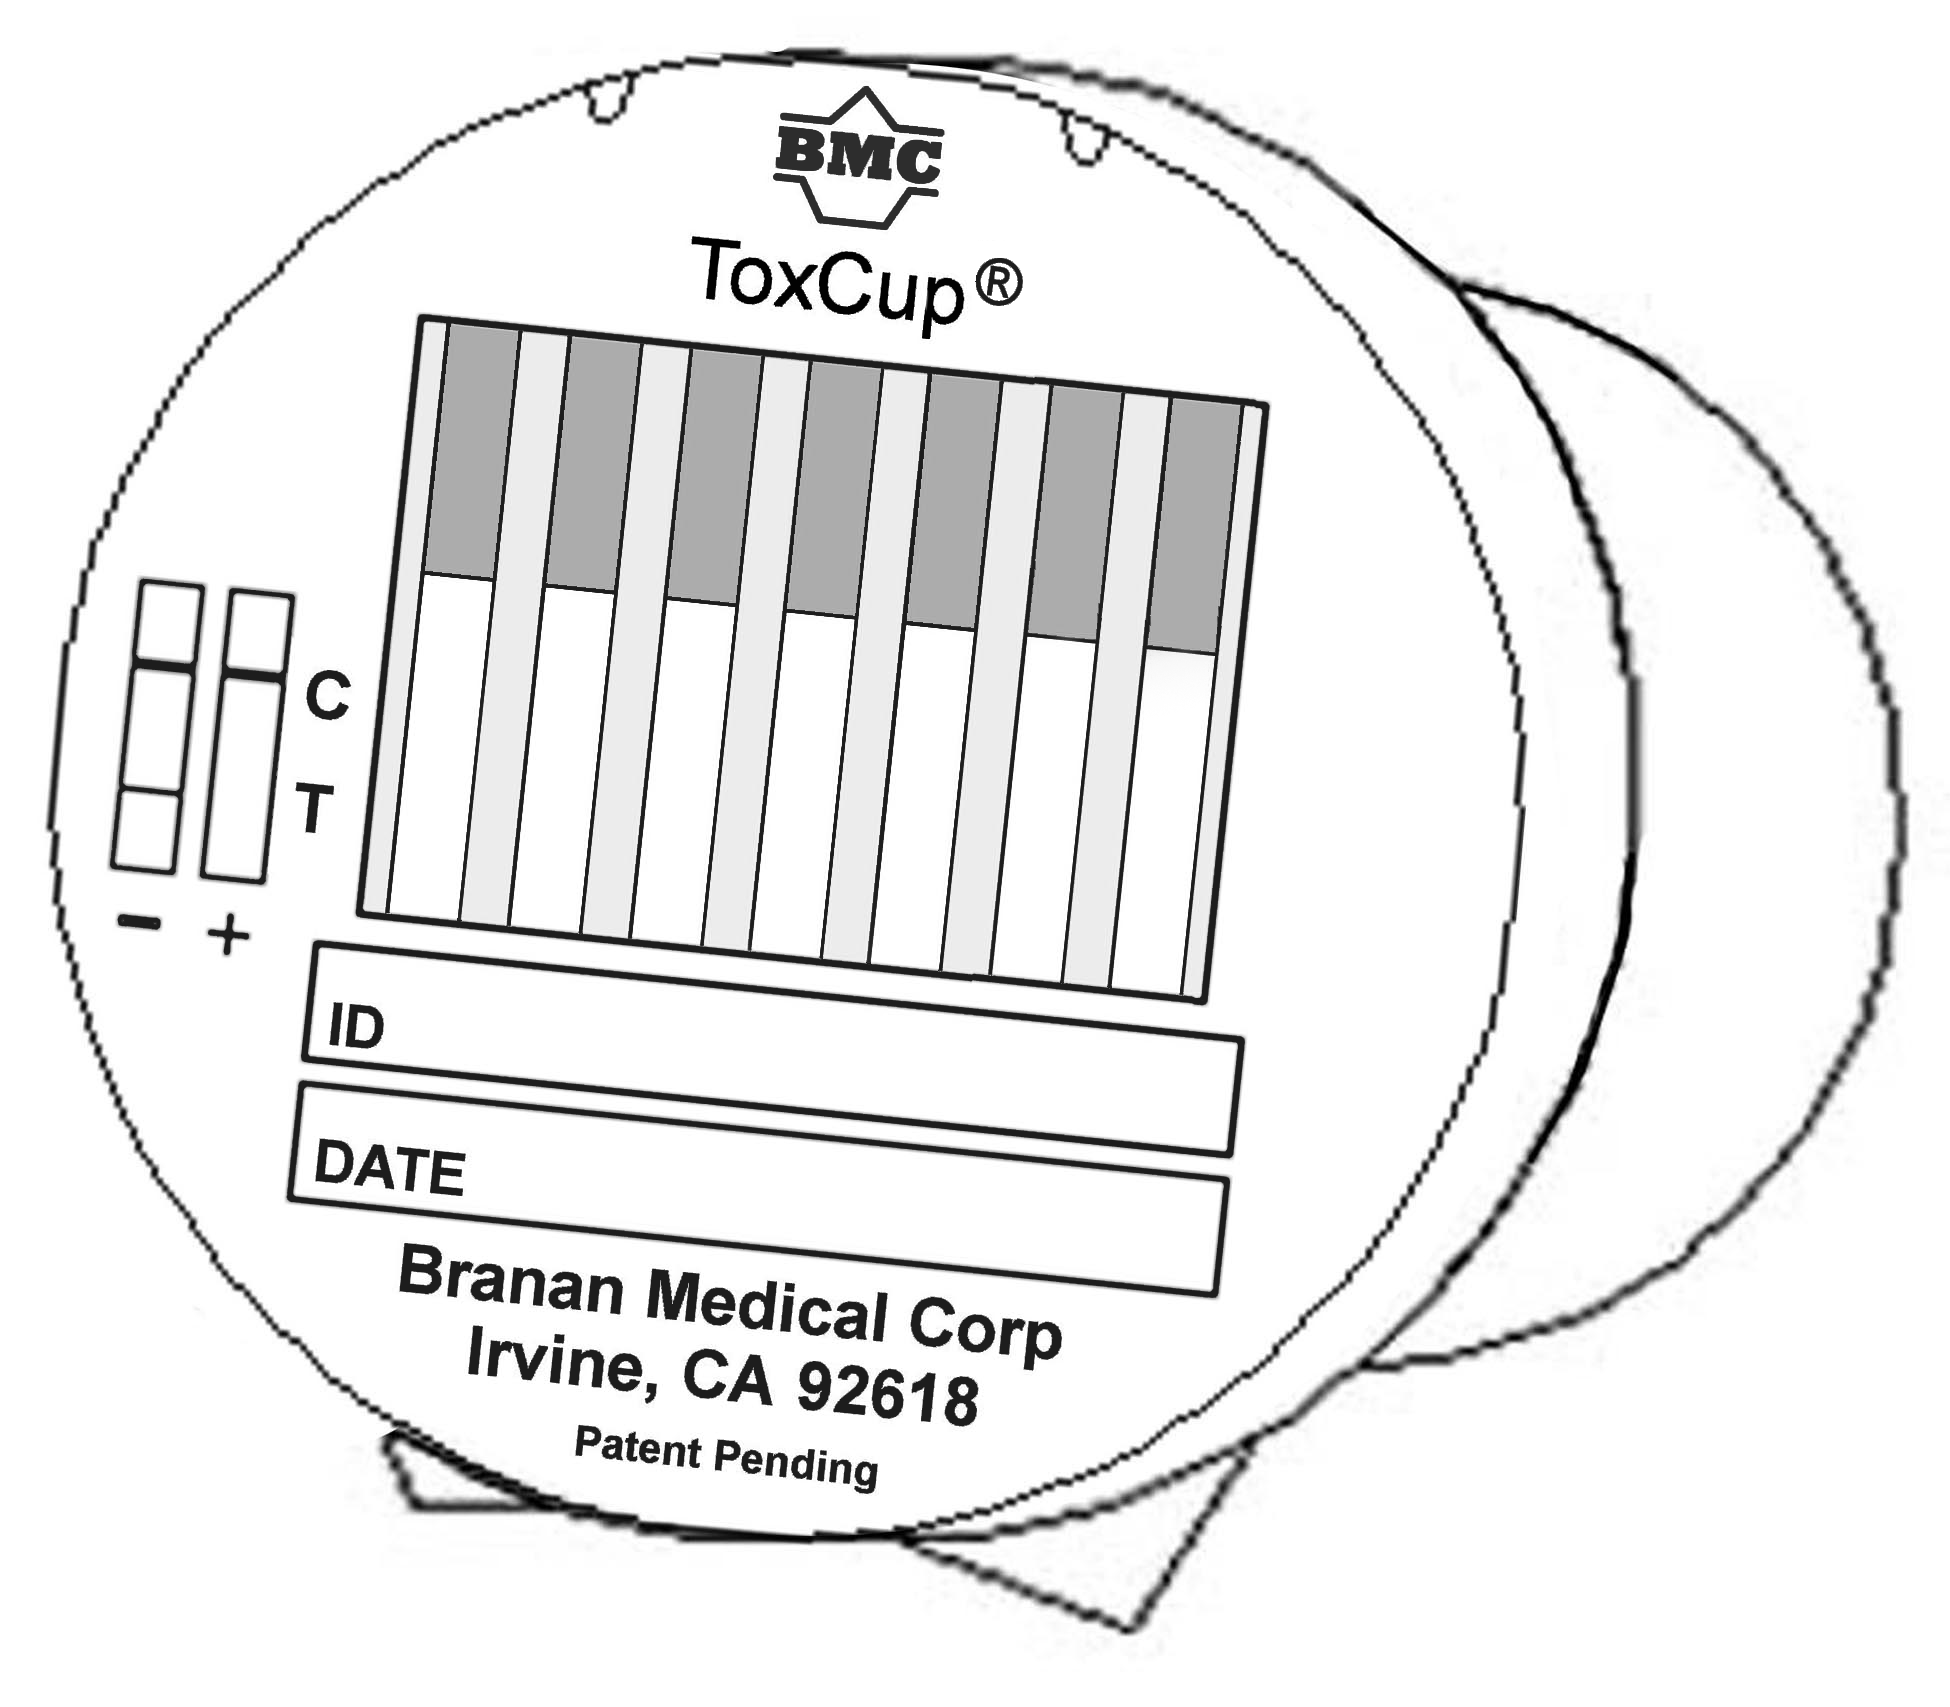 BMC
ToxCup®
C
T
− +
ID
DATE
Branan Medical Corp
Irvine, CA 92618
Patent Pending